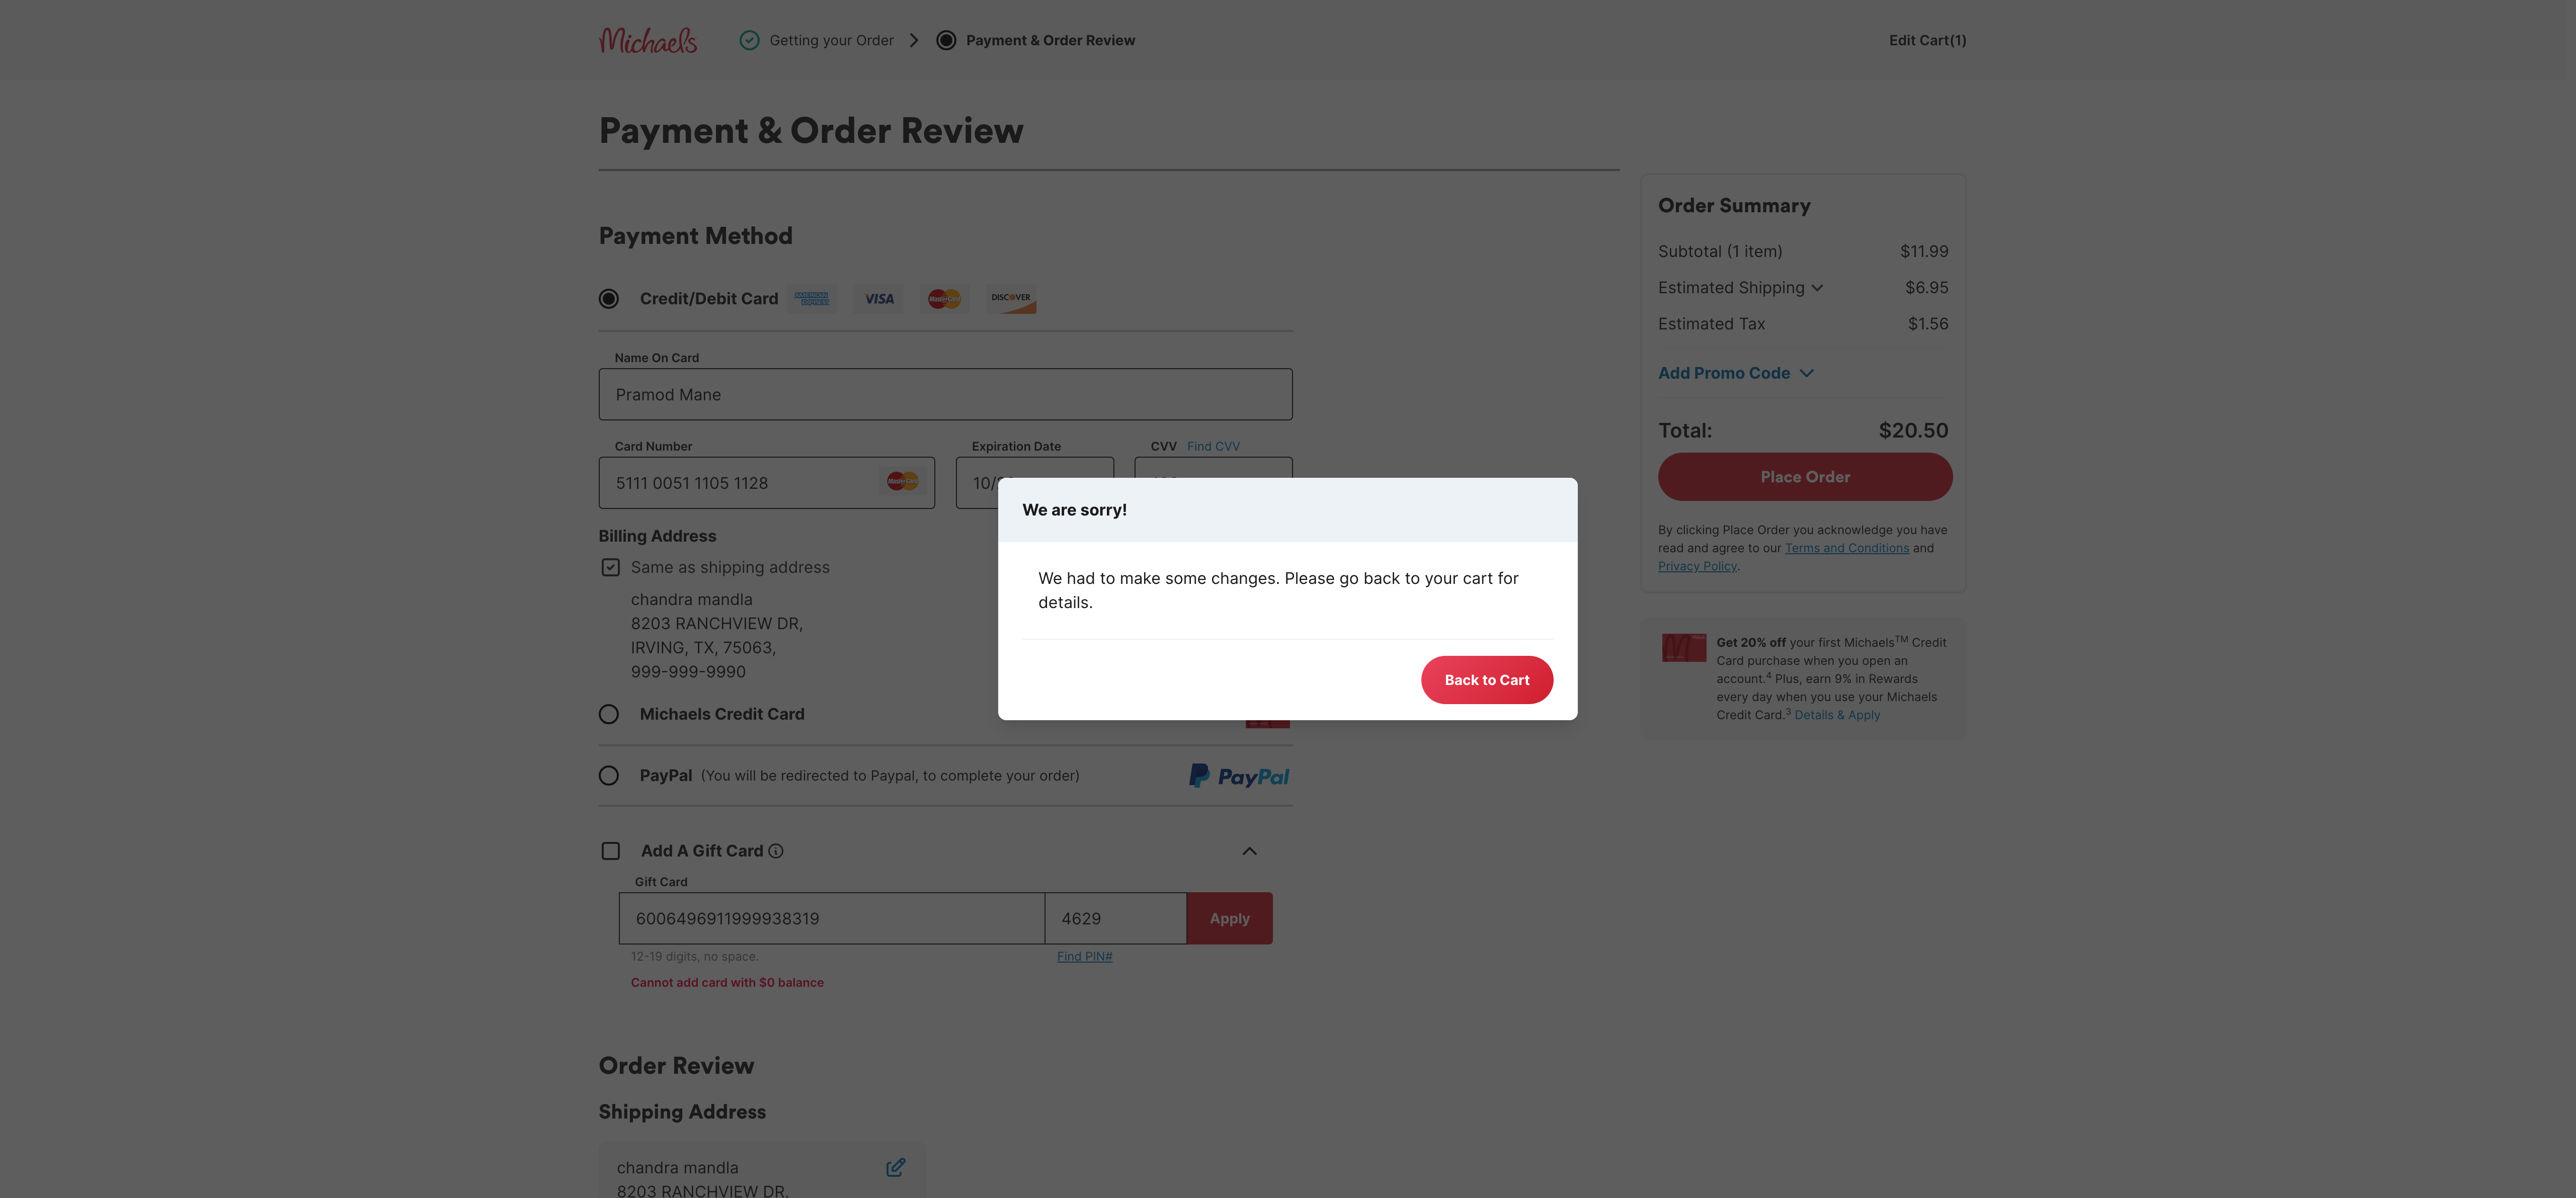 Michaels
Getting your Order
Payment & Order Review
Edit Cart(1)
Payment & Order Review
Payment Method
Credit/Debit Card
AMERICAN EXPRESS
VISA
MasterCard
DISCOVER
Name On Card
Pramod Mane
Card Number
Expiration Date
CVV
Find CVV
5111 0051 1105 1128
MasterCard
10/
Billing Address
Same as shipping address
chandra mandla
8203 RANCHVIEW DR,
IRVING, TX, 75063,
999-999-9990
Michaels Credit Card
PayPal (You will be redirected to Paypal, to complete your order)
PayPal
Add A Gift Card
Gift Card
6006496911999938319
4629
Apply
12-19 digits, no space.
Find PIN#
Cannot add card with $0 balance
Order Review
Shipping Address
chandra mandla
8203 RANCHVIEW DR,
We are sorry!
We had to make some changes. Please go back to your cart for
details.
Back to Cart
Order Summary
Subtotal (1 item) $11.99
Estimated Shipping $6.95
Estimated Tax $1.56
Add Promo Code
Total: $20.50
Place Order
By clicking Place Order you acknowledge you have
read and agree to our Terms and Conditions and
Privacy Policy.
Get 20% off your first Michaels™ Credit
Card purchase when you open an
account.⁴ Plus, earn 9% in Rewards
every day when you use your Michaels
Credit Card.³ Details & Apply